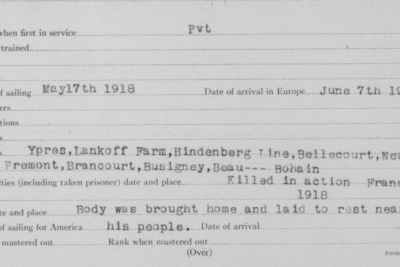 when first in service Pvt
trained
of sailing May17th 1918 Date of arrival in Europe June 7th 19
ers
tions
s Ypres,Lankoff Farm,Hindenberg Line,Bellecourt,Nau
Premont,Brancourt,Busigney,Beau--- Bohain
lties (including taken prisoner) date and place Killed in action Franc
1918
te and place Body was brought home and laid to rest near
of sailing for America his people. Date of arrival
mustered out Rank when mustered out
(Over)